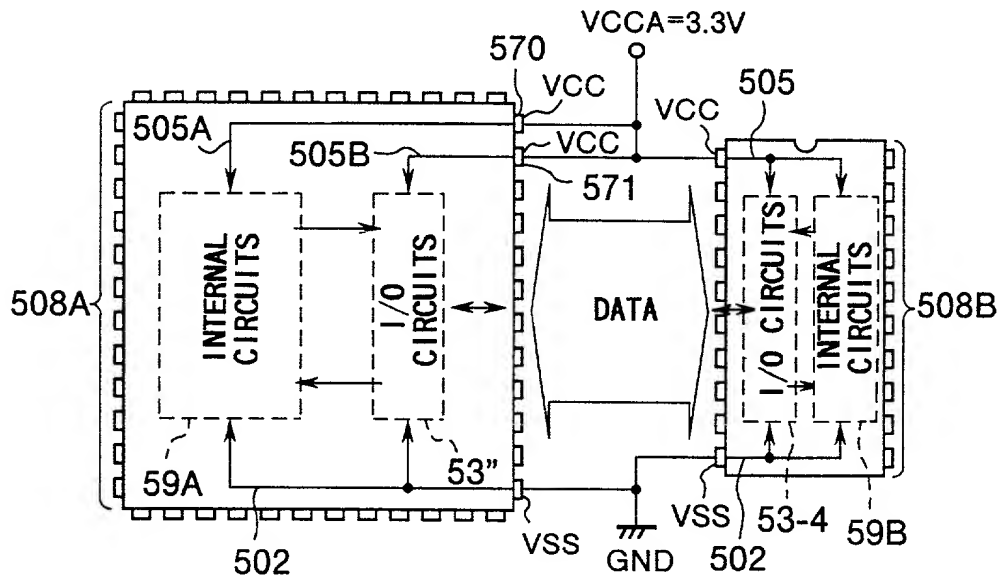 VCCA=3.3V
570
VCC
505A
505B
VCC
571
VCC
505
INTERNAL
CIRCUITS
I/O
CIRCUITS
DATA
I/O CIRCUITS
INTERNAL
CIRCUITS
508A
508B
59A
53”
502
VSS
GND
VSS
502
53-4
59B